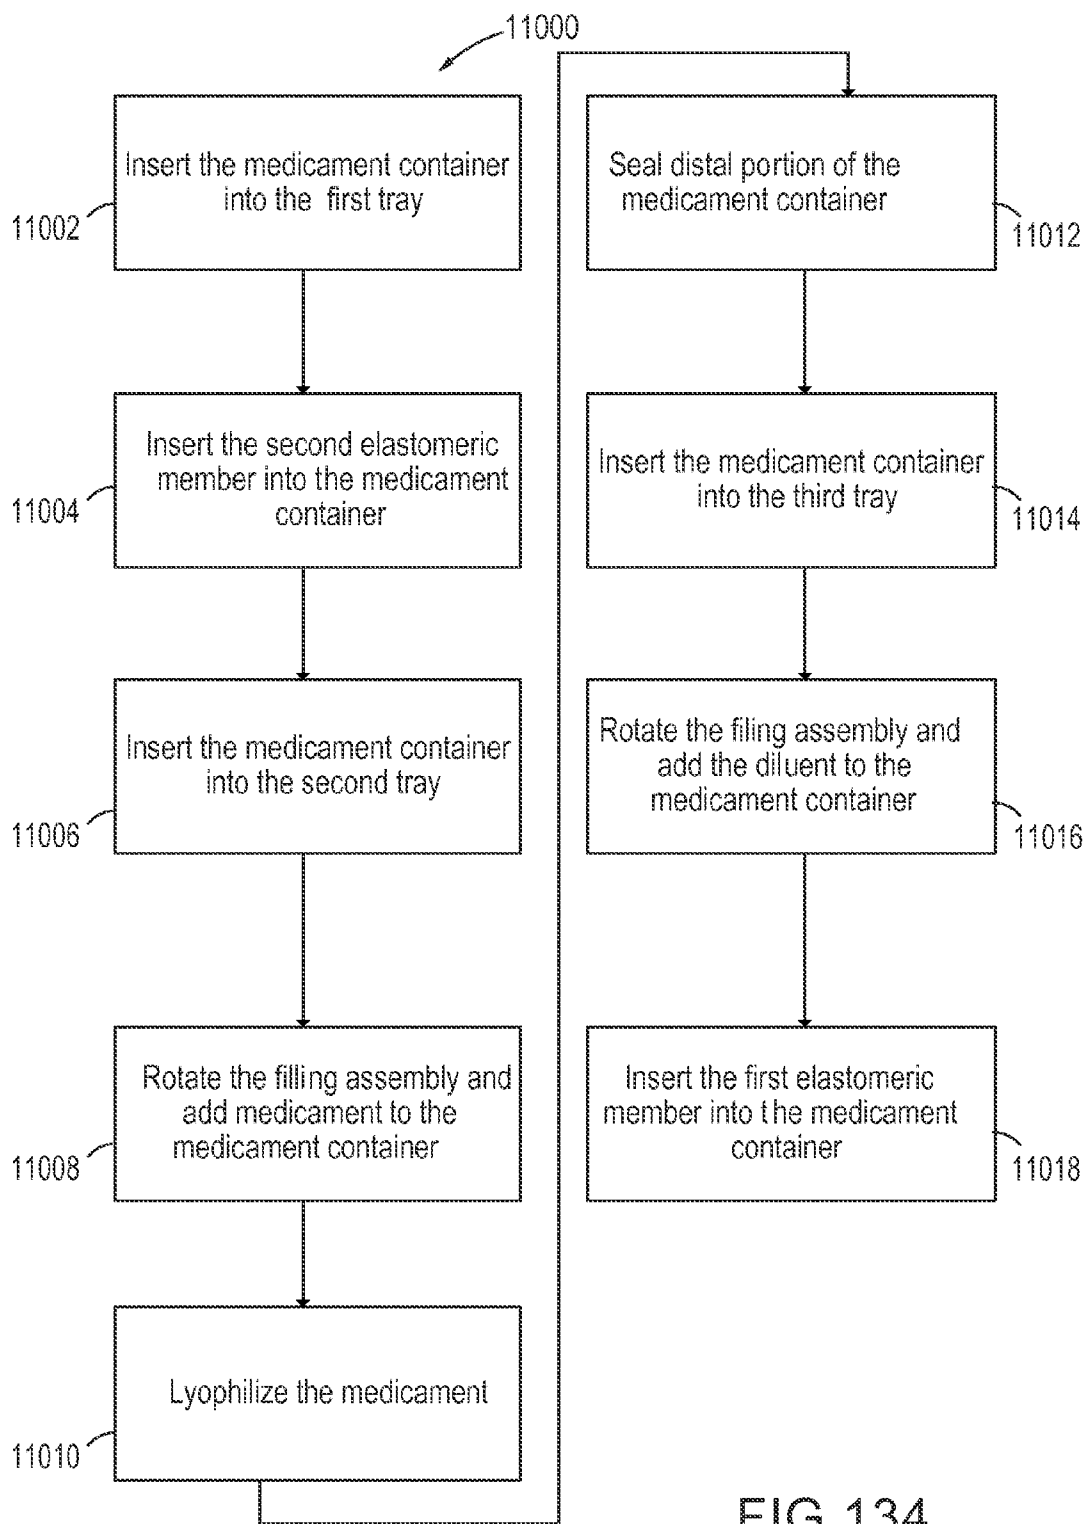 11000
Insert the medicament container
into the first tray
11002
Insert the second elastomeric
member into the medicament
container
11004
Insert the medicament container
into the second tray
11006
Rotate the filling assembly and
add medicament to the
medicament container
11008
Lyophilize the medicament
11010
Seal distal portion of the
medicament container
11012
Insert the medicament container
into the third tray
11014
Rotate the filing assembly and
add the diluent to the
medicament container
11016
Insert the first elastomeric
member into the medicament
container
11018
FIG.134